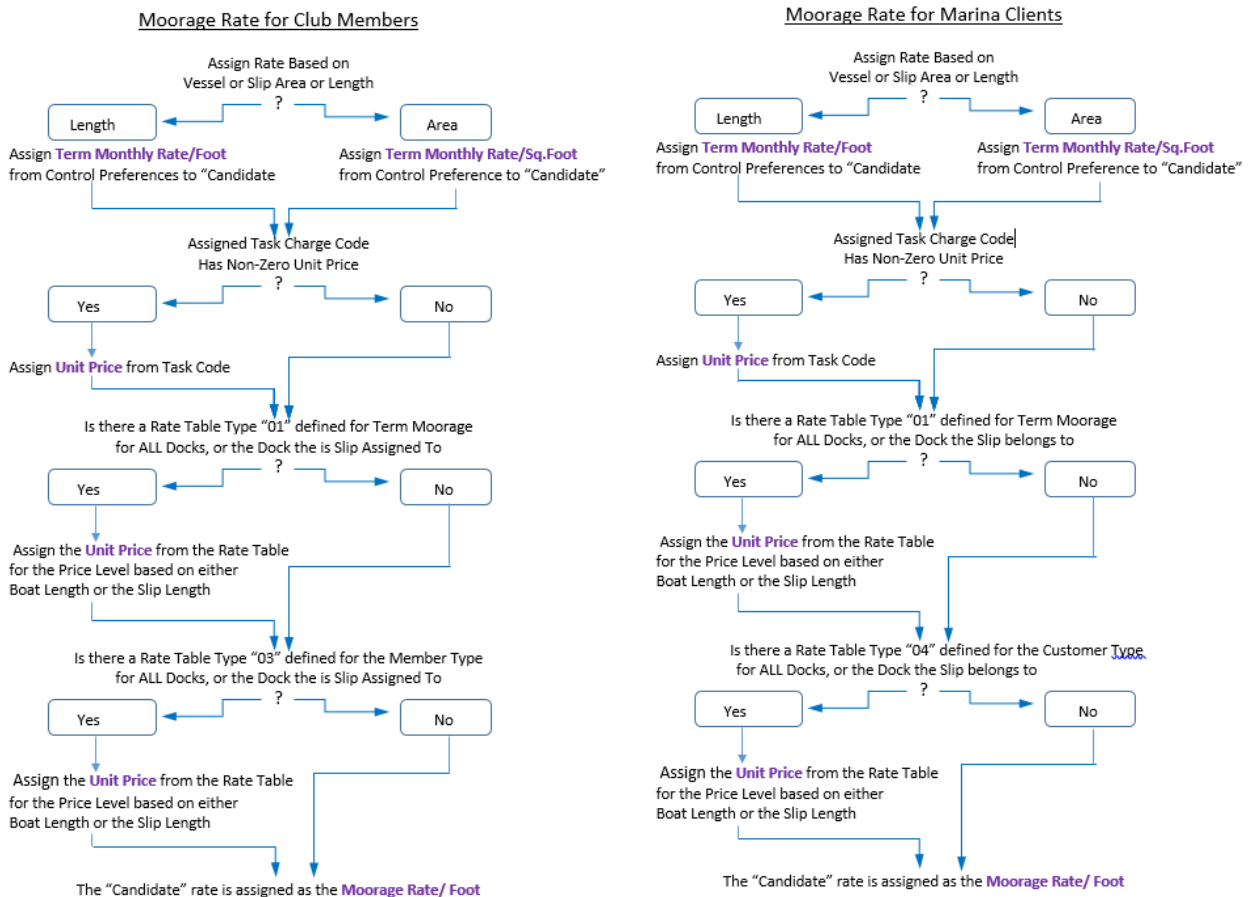 Moorage Rate for Club Members
Assign Rate Based on
Vessel or Slip Area or Length
?
Length
Area
Assign Term Monthly Rate/Foot
from Control Preferences to “Candidate
Assign Term Monthly Rate/Sq.Foot
from Control Preference to “Candidate”
Assigned Task Charge Code
Has Non-Zero Unit Price
?
Yes
No
Assign Unit Price from Task Code
Is there a Rate Table Type “01” defined for Term Moorage
for ALL Docks, or the Dock the is Slip Assigned To
?
Yes
No
Assign the Unit Price from the Rate Table
for the Price Level based on either
Boat Length or the Slip Length
Is there a Rate Table Type “03” defined for the Member Type
for ALL Docks, or the Dock the is Slip Assigned To
?
Yes
No
Assign the Unit Price from the Rate Table
for the Price Level based on either
Boat Length or the Slip Length
The “Candidate” rate is assigned as the Moorage Rate/ Foot
Moorage Rate for Marina Clients
Assign Rate Based on
Vessel or Slip Area or Length
?
Length
Area
Assign Term Monthly Rate/Foot
from Control Preferences to “Candidate
Assign Term Monthly Rate/Sq.Foot
from Control Preference to “Candidate”
Assigned Task Charge Code
Has Non-Zero Unit Price
?
Yes
No
Assign Unit Price from Task Code
Is there a Rate Table Type “01” defined for Term Moorage
for ALL Docks, or the Dock the Slip belongs to
?
Yes
No
Assign the Unit Price from the Rate Table
for the Price Level based on either
Boat Length or the Slip Length
Is there a Rate Table Type “04” defined for the Customer Type
for ALL Docks, or the Dock the Slip belongs to
?
Yes
No
Assign the Unit Price from the Rate Table
for the Price Level based on either
Boat Length or the Slip Length
The “Candidate” rate is assigned as the Moorage Rate/ Foot